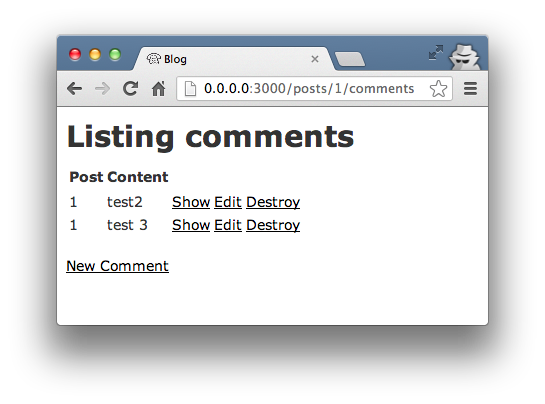 Blog
0.0.0.0:3000/posts/1/comments
Listing comments
Post Content
1 test2 Show Edit Destroy
1 test 3 Show Edit Destroy
New Comment